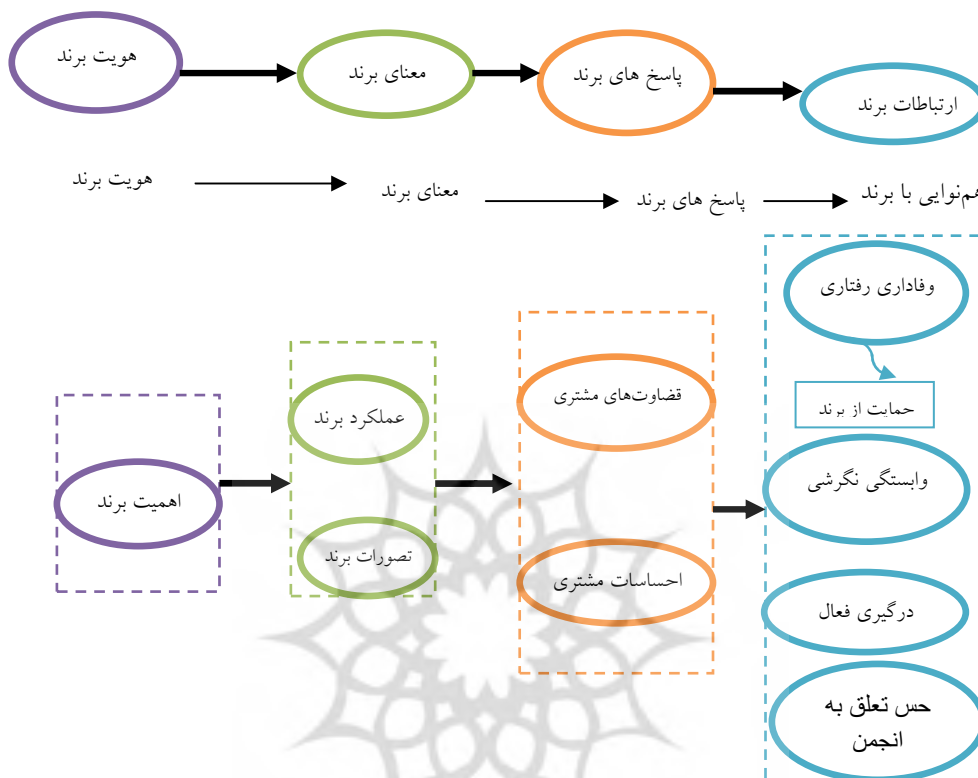 هویت برند
معنای برند
پاسخ های برند
ارتباطات برند
هویت برند
معنای برند
پاسخ های برند
هم‌نوایی با برند
اهمیت برند
عملکرد برند
تصورات برند
قضاوت‌های مشتری
احساسات مشتری
وفاداری رفتاری
حمایت از برند
وابستگی نگرشی
درگیری فعال
حس تعلق به
انجمن